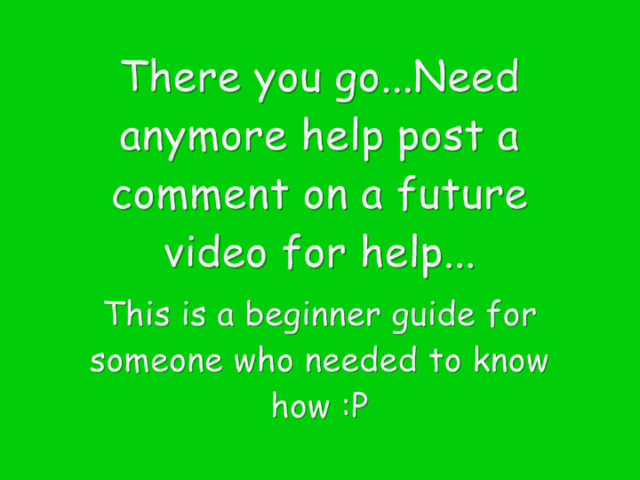 There you go...Need
anymore help post a
comment on a future
video for help...
This is a beginner guide for
someone who needed to know
how :P